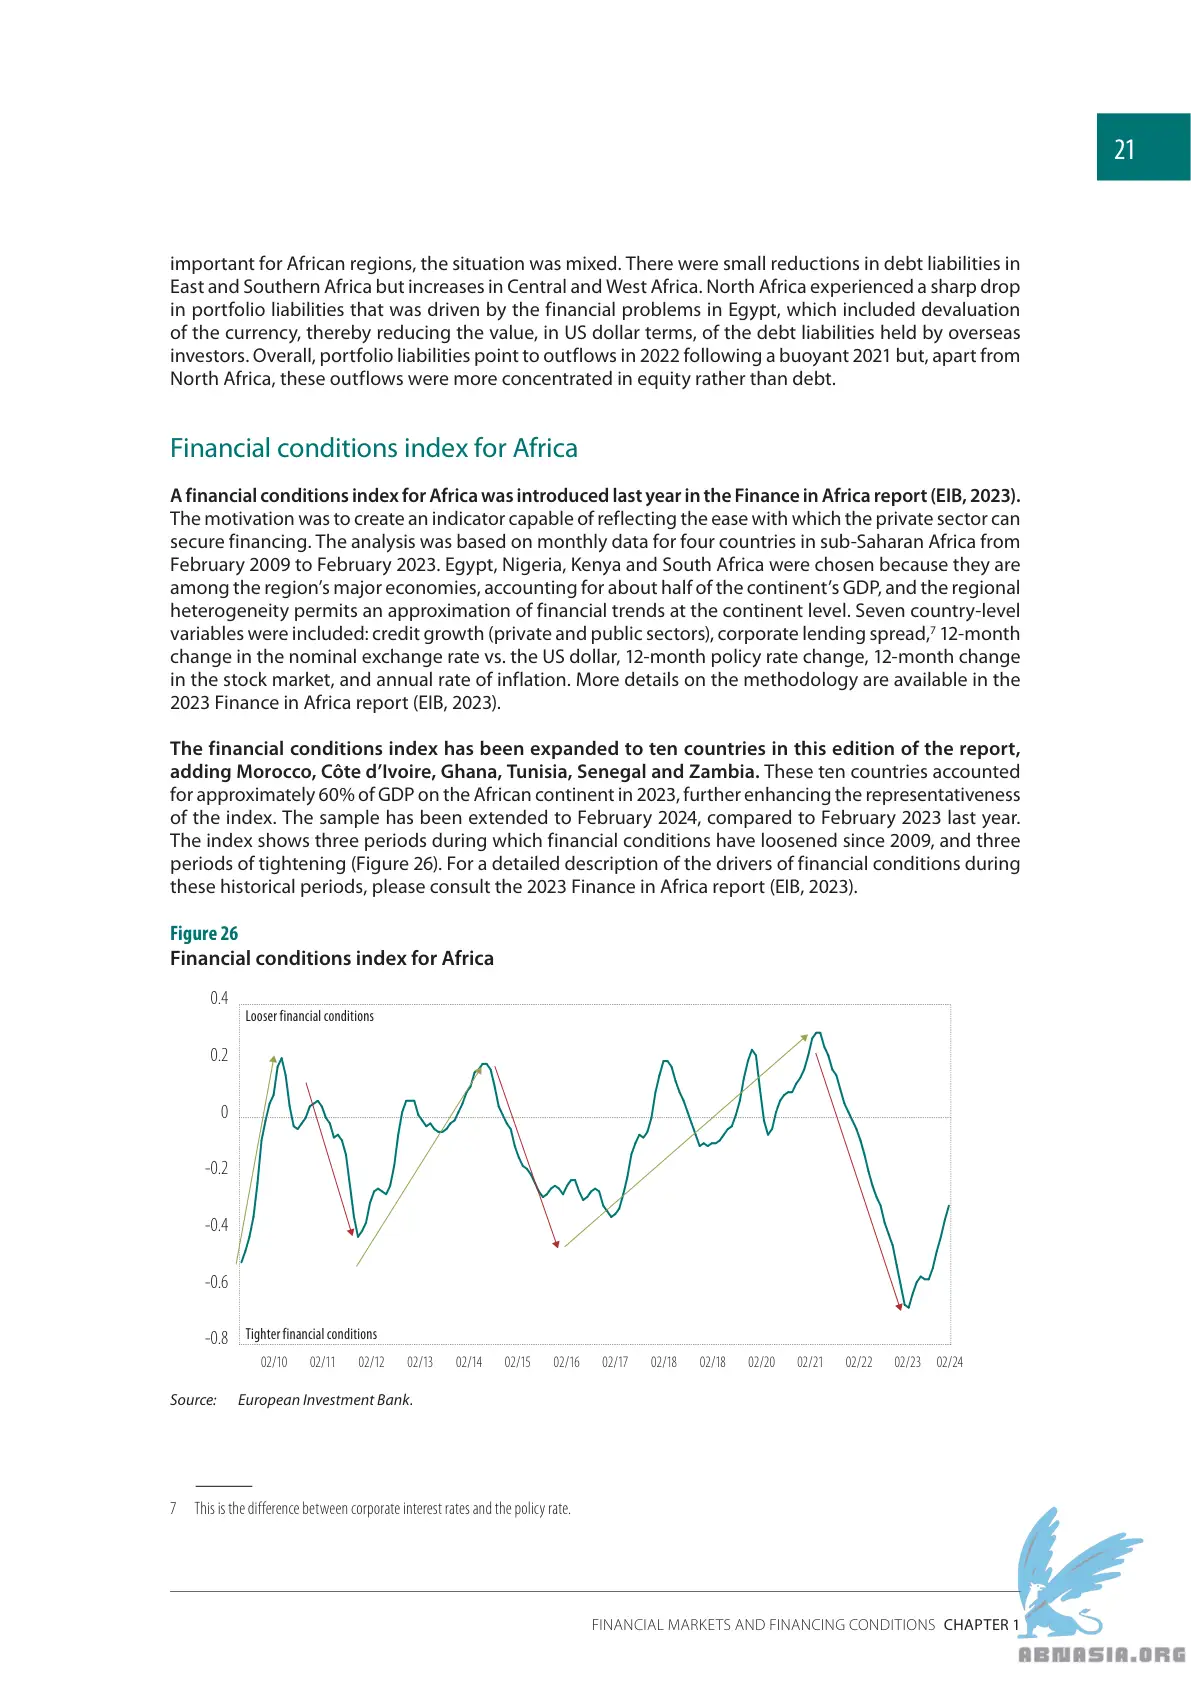 21
important for African regions, the situation was mixed. There were small reductions in debt liabilities in
East and Southern Africa but increases in Central and West Africa. North Africa experienced a sharp drop
in portfolio liabilities that was driven by the financial problems in Egypt, which included devaluation
of the currency, thereby reducing the value, in US dollar terms, of the debt liabilities held by overseas
investors. Overall, portfolio liabilities point to outflows in 2022 following a buoyant 2021 but, apart from
North Africa, these outflows were more concentrated in equity rather than debt.
Financial conditions index for Africa
A financial conditions index for Africa was introduced last year in the Finance in Africa report (EIB, 2023).
The motivation was to create an indicator capable of reflecting the ease with which the private sector can
secure financing. The analysis was based on monthly data for four countries in sub-Saharan Africa from
February 2009 to February 2023. Egypt, Nigeria, Kenya and South Africa were chosen because they are
among the region’s major economies, accounting for about half of the continent’s GDP, and the regional
heterogeneity permits an approximation of financial trends at the continent level. Seven country-level
variables were included: credit growth (private and public sectors), corporate lending spread,7 12-month
change in the nominal exchange rate vs. the US dollar, 12-month policy rate change, 12-month change
in the stock market, and annual rate of inflation. More details on the methodology are available in the
2023 Finance in Africa report (EIB, 2023).
The financial conditions index has been expanded to ten countries in this edition of the report,
adding Morocco, Côte d’Ivoire, Ghana, Tunisia, Senegal and Zambia. These ten countries accounted
for approximately 60% of GDP on the African continent in 2023, further enhancing the representativeness
of the index. The sample has been extended to February 2024, compared to February 2023 last year.
The index shows three periods during which financial conditions have loosened since 2009, and three
periods of tightening (Figure 26). For a detailed description of the drivers of financial conditions during
these historical periods, please consult the 2023 Finance in Africa report (EIB, 2023).
Figure 26
Financial conditions index for Africa
0.4
Looser financial conditions
0.2
0
-0.2
-0.4
-0.6
-0.8
Tighter financial conditions
02/10 02/11 02/12 02/13 02/14 02/15 02/16 02/17 02/18 02/18 02/20 02/21 02/22 02/23 02/24
Source: European Investment Bank.
7 This is the difference between corporate interest rates and the policy rate.
FINANCIAL MARKETS AND FINANCING CONDITIONS CHAPTER 1
ABNASIA.ORG